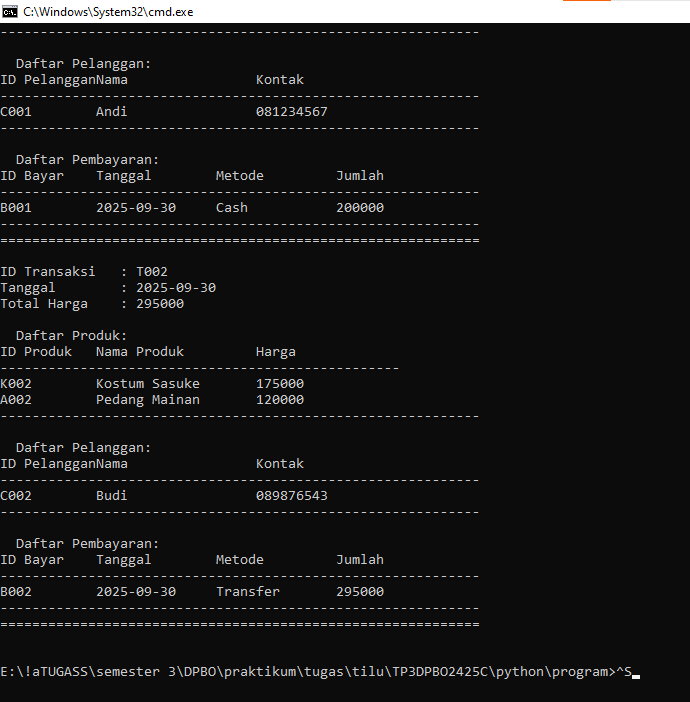 C:\Windows\System32\cmd.exe
------------------------------------------------------------
  Daftar Pelanggan:
ID PelangganNama                Kontak
------------------------------------------------------------
C001        Andi                081234567
------------------------------------------------------------
  Daftar Pembayaran:
ID Bayar    Tanggal        Metode         Jumlah
------------------------------------------------------------
B001        2025-09-30     Cash           200000
------------------------------------------------------------
============================================================
ID Transaksi   : T002
Tanggal        : 2025-09-30
Total Harga    : 295000
  Daftar Produk:
ID Produk   Nama Produk         Harga
--------------------------------------------------
K002        Kostum Sasuke       175000
A002        Pedang Mainan       120000
------------------------------------------------------------
  Daftar Pelanggan:
ID PelangganNama                Kontak
------------------------------------------------------------
C002        Budi                089876543
------------------------------------------------------------
  Daftar Pembayaran:
ID Bayar    Tanggal        Metode         Jumlah
------------------------------------------------------------
B002        2025-09-30     Transfer       295000
------------------------------------------------------------
============================================================
E:\!aTUGASS\semester 3\DPBO\praktikum\tugas\tilu\TP3DPBO2425C\python\program>^S